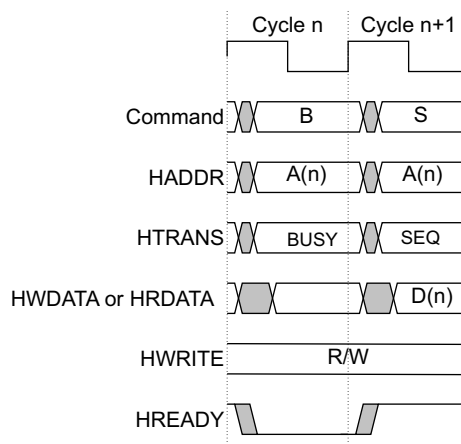 Cycle n Cycle n+1
Command B S
HADDR A(n) A(n)
HTRANS BUSY SEQ
HWDATA or HRDATA D(n)
HWRITE R/W
HREADY